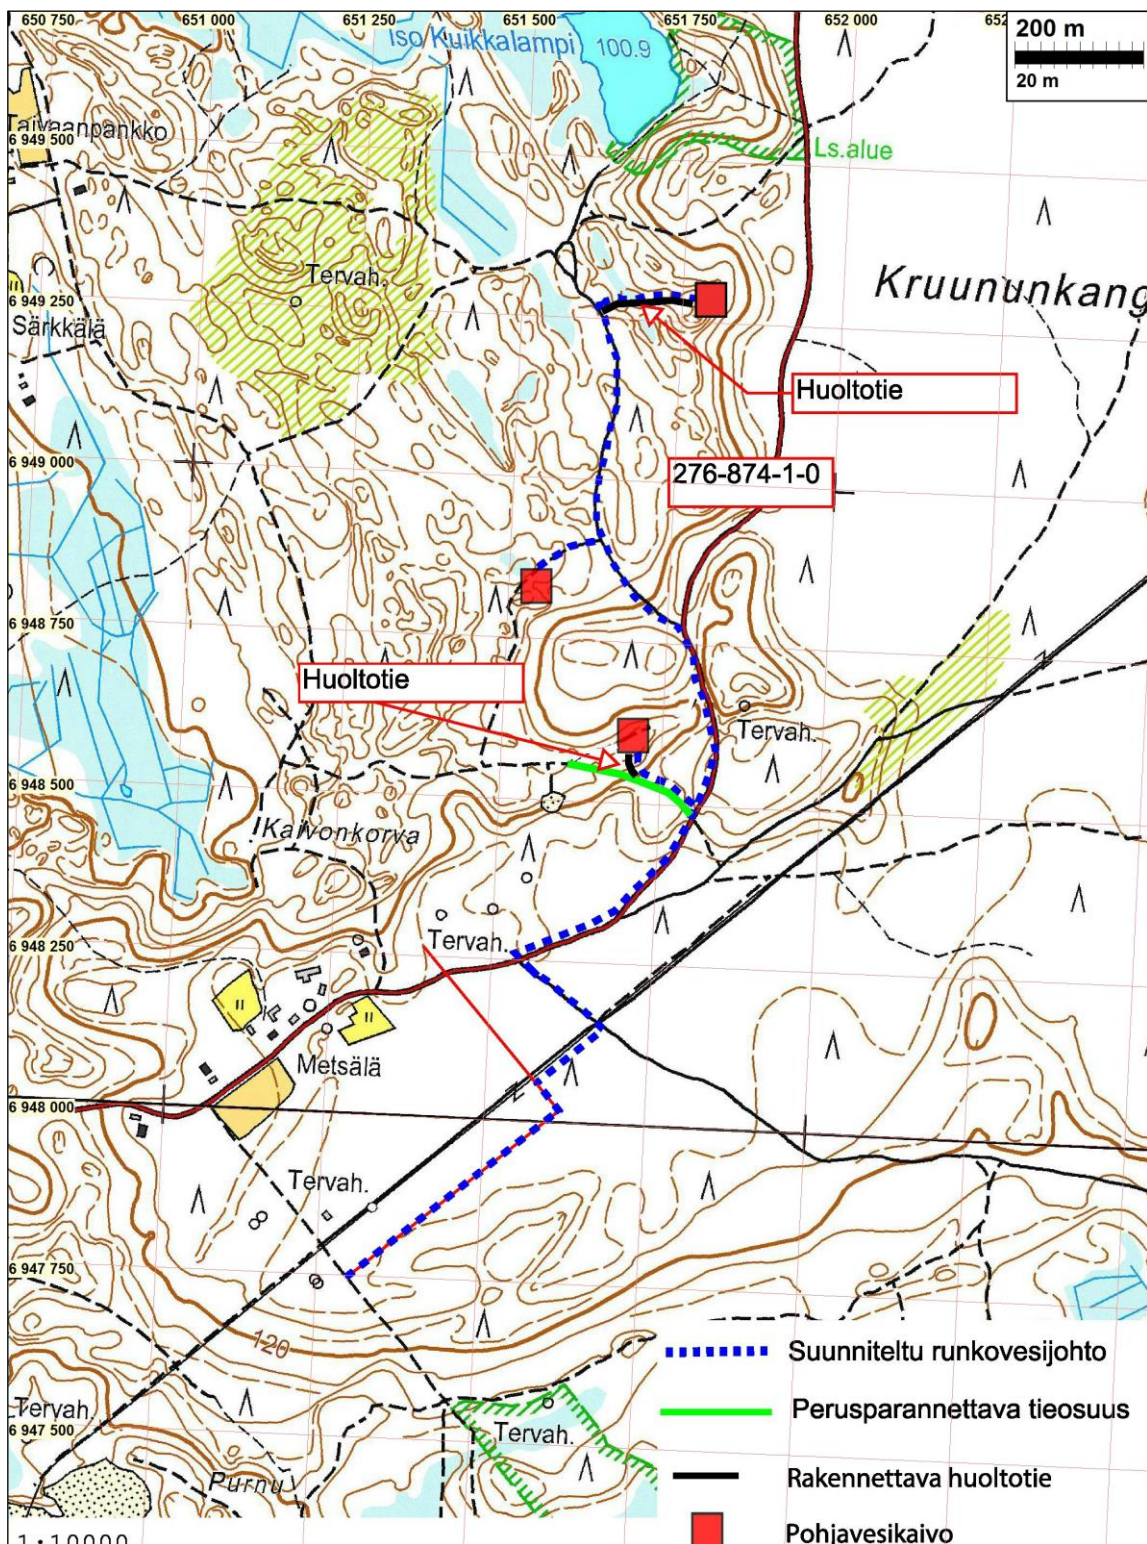 650 750
651 000
651 250
651 500
651 750
652 000
200 m
20 m
Iso Kuikkalampi 100.9
Taivaanpankko
6 949 500
Ls.alue
Tervah.
6 949 250
Särkkälä
Kruununkang
Huoltotie
276-874-1-0
6 949 000
6 948 750
Huoltotie
Tervah.
6 948 500
Kaivonkorva
Tervah.
6 948 250
Metsälä
6 948 000
Tervah.
6 947 750
120
Suunniteltu runkovesijohto
Tervah.
6 947 500
Tervah.
Perusparannettava tieosuus
Purnu
Rakennettava huoltotie
Pohjavesikaivo
1:10000